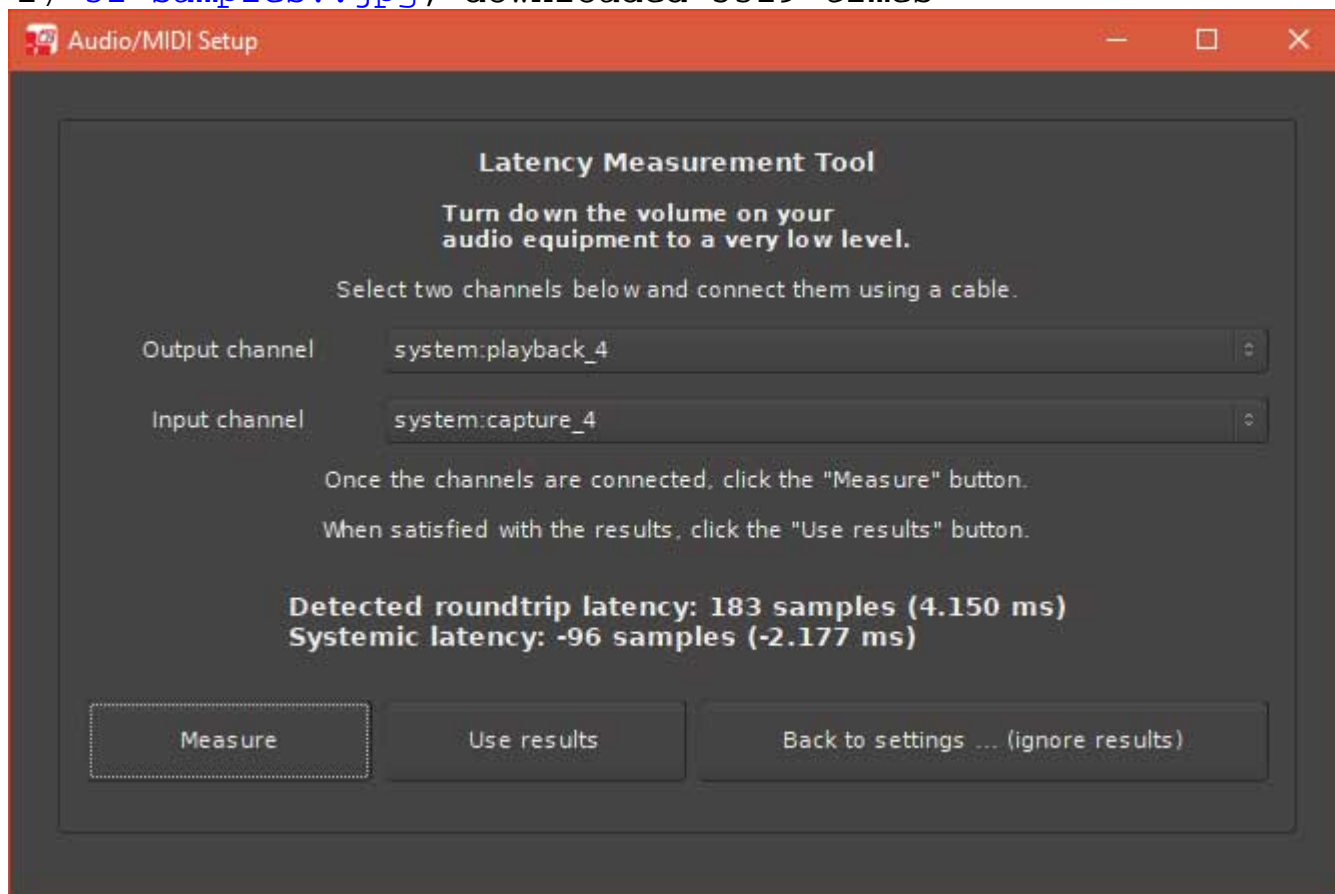 Audio/MIDI Setup
Latency Measurement Tool
Turn down the volume on your
audio equipment to a very low level.
Select two channels below and connect them using a cable.
Output channel system:playback_4
Input channel system:capture_4
Once the channels are connected, click the "Measure" button.
When satisfied with the results, click the "Use results" button.
Detected roundtrip latency: 183 samples (4.150 ms)
Systemic latency: -96 samples (-2.177 ms)
Measure Use results Back to settings ... (ignore results)